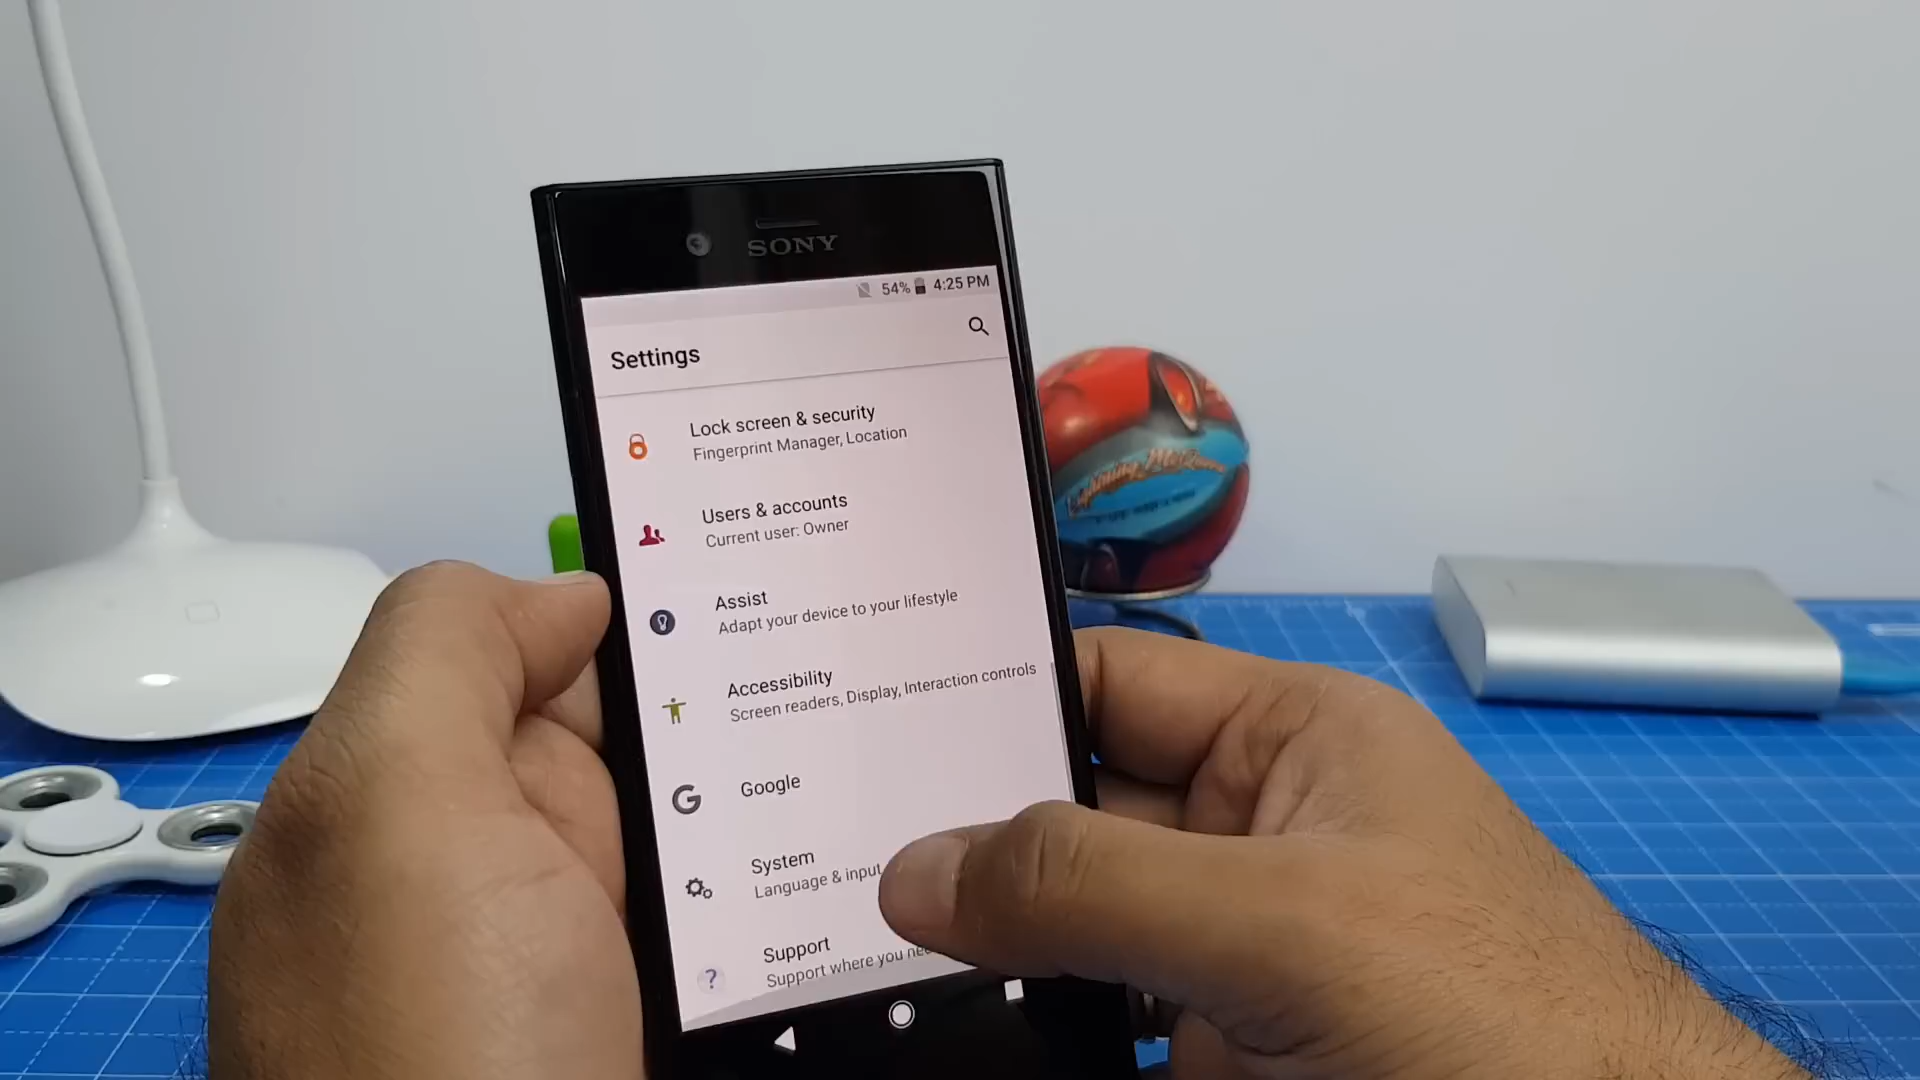 SONY
54% 4:25 PM
Settings
Lock screen & security
Fingerprint Manager, Location
Users & accounts
Current user: Owner
Assist
Adapt your device to your lifestyle
Accessibility
Screen readers, Display, Interaction controls
Google
System
Language & input
Support
Support where you
Lightning McQueen